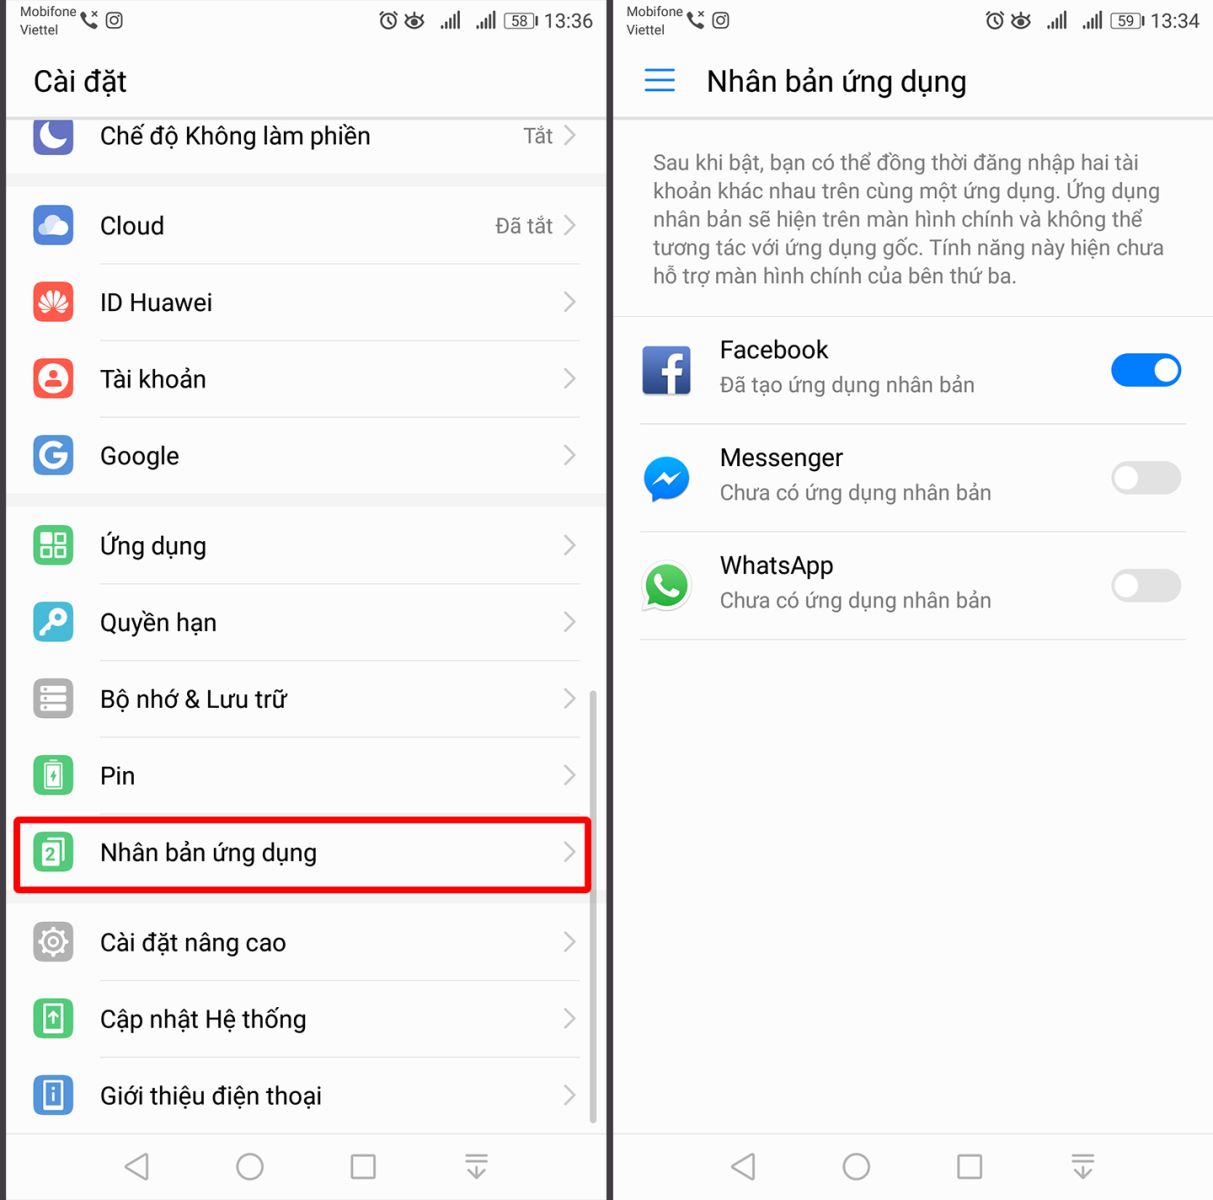 Mobifone
Viettel
58
13:36
Cài đặt
Chế độ Không làm phiền
Tắt
Cloud
Đã tắt
ID Huawei
Tài khoản
Google
Ứng dụng
Quyền hạn
Bộ nhớ & Lưu trữ
Pin
2
Nhân bản ứng dụng
Cài đặt nâng cao
Cập nhật Hệ thống
Giới thiệu điện thoại
Mobifone
Viettel
59
13:34
Nhân bản ứng dụng
Sau khi bật, bạn có thể đồng thời đăng nhập hai tài
khoản khác nhau trên cùng một ứng dụng. Ứng dụng
nhân bản sẽ hiện trên màn hình chính và không thể
tương tác với ứng dụng gốc. Tính năng này hiện chưa
hỗ trợ màn hình chính của bên thứ ba.
Facebook
Đã tạo ứng dụng nhân bản
Messenger
Chưa có ứng dụng nhân bản
WhatsApp
Chưa có ứng dụng nhân bản